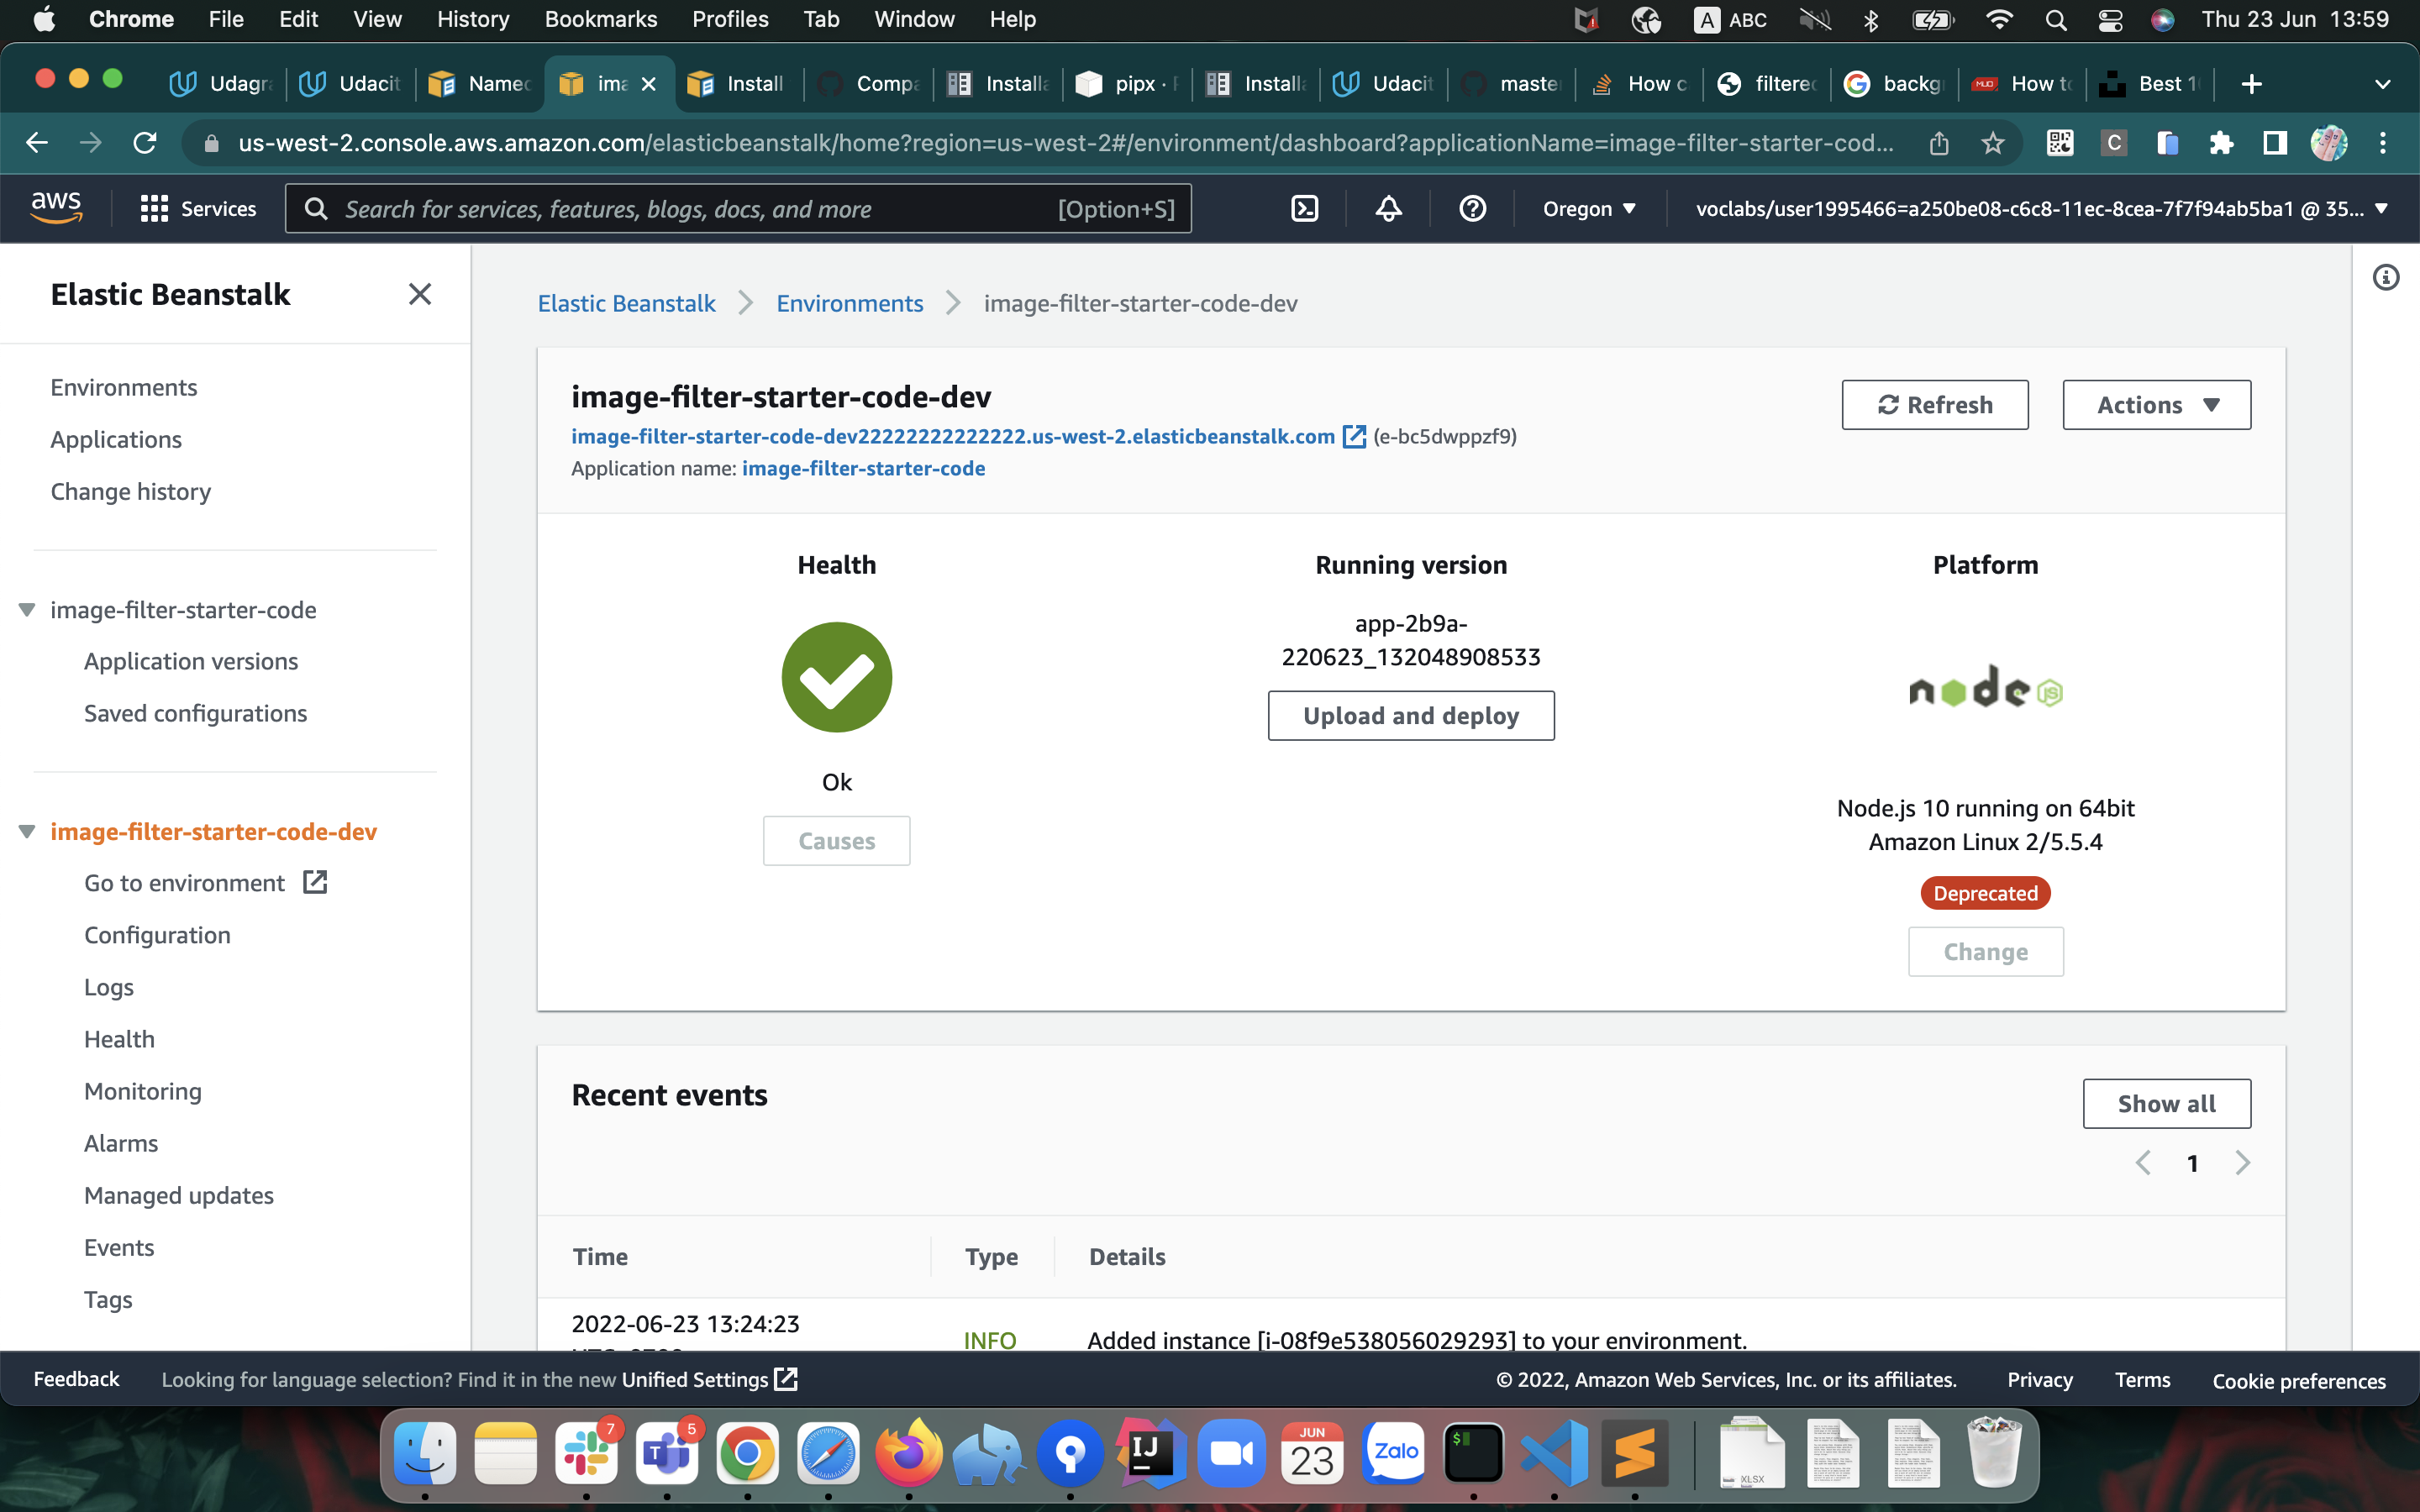 Chrome File Edit View History Bookmarks Profiles Tab Window Help A ABC Thu 23 Jun 13:59
Udagra Udacit Named ima Install Compa Installa pipx · Installa Udacit master How c filtered backg How to Best 1
us-west-2.console.aws.amazon.com/elasticbeanstalk/home?region=us-west-2#/environment/dashboard?applicationName=image-filter-starter-cod...
aws Services Search for services, features, blogs, docs, and more [Option+S] Oregon voclabs/user1995466=a250be08-c6c8-11ec-8cea-7f7f94ab5ba1 @ 35...
Elastic Beanstalk
Environments
Applications
Change history
image-filter-starter-code
Application versions
Saved configurations
image-filter-starter-code-dev
Go to environment
Configuration
Logs
Health
Monitoring
Alarms
Managed updates
Events
Tags
Elastic Beanstalk Environments image-filter-starter-code-dev
image-filter-starter-code-dev
image-filter-starter-code-dev22222222222222.us-west-2.elasticbeanstalk.com (e-bc5dwppzf9)
Application name: image-filter-starter-code
Refresh
Actions
Health
Ok
Causes
Running version
app-2b9a-
220623_132048908533
Upload and deploy
Platform
node JS
Node.js 10 running on 64bit
Amazon Linux 2/5.5.4
Deprecated
Change
Recent events
Show all
1
Time Type Details
2022-06-23 13:24:23
INFO Added instance [i-08f9e538056029293] to your environment.
Feedback Looking for language selection? Find it in the new Unified Settings © 2022, Amazon Web Services, Inc. or its affiliates. Privacy Terms Cookie preferences
7 5 T IJ JUN 23 Zalo $ XLSX